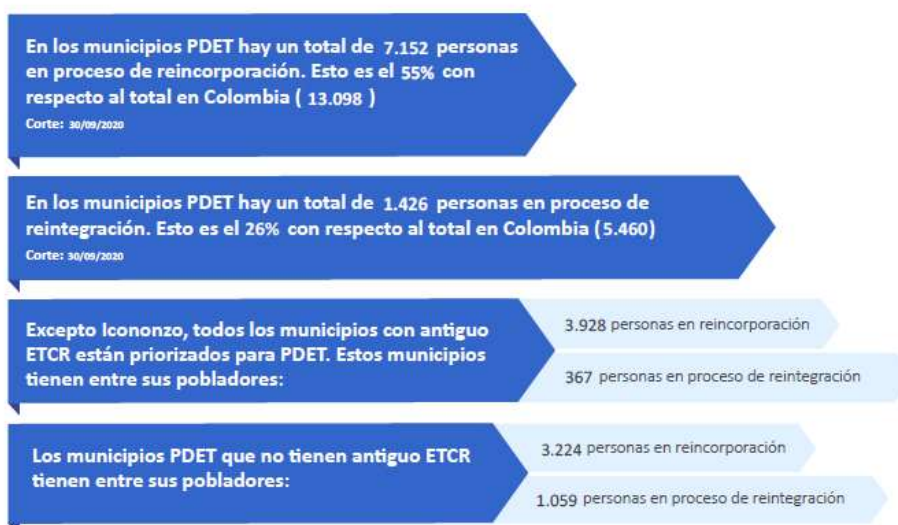 En los municipios PDET hay un total de 7.152 personas
en proceso de reincorporación. Esto es el 55% con
respecto al total en Colombia ( 13.098 )
Corte: 30/09/2020
En los municipios PDET hay un total de 1.426 personas en proceso de
reintegración. Esto es el 26% con respecto al total en Colombia (5.460)
Corte: 30/09/2020
Excepto Icononzo, todos los municipios con antiguo
ETCR están priorizados para PDET. Estos municipios
tienen entre sus pobladores:
3.928 personas en reincorporación
367 personas en proceso de reintegración
Los municipios PDET que no tienen antiguo ETCR
tienen entre sus pobladores:
3.224 personas en reincorporación
1.059 personas en proceso de reintegración